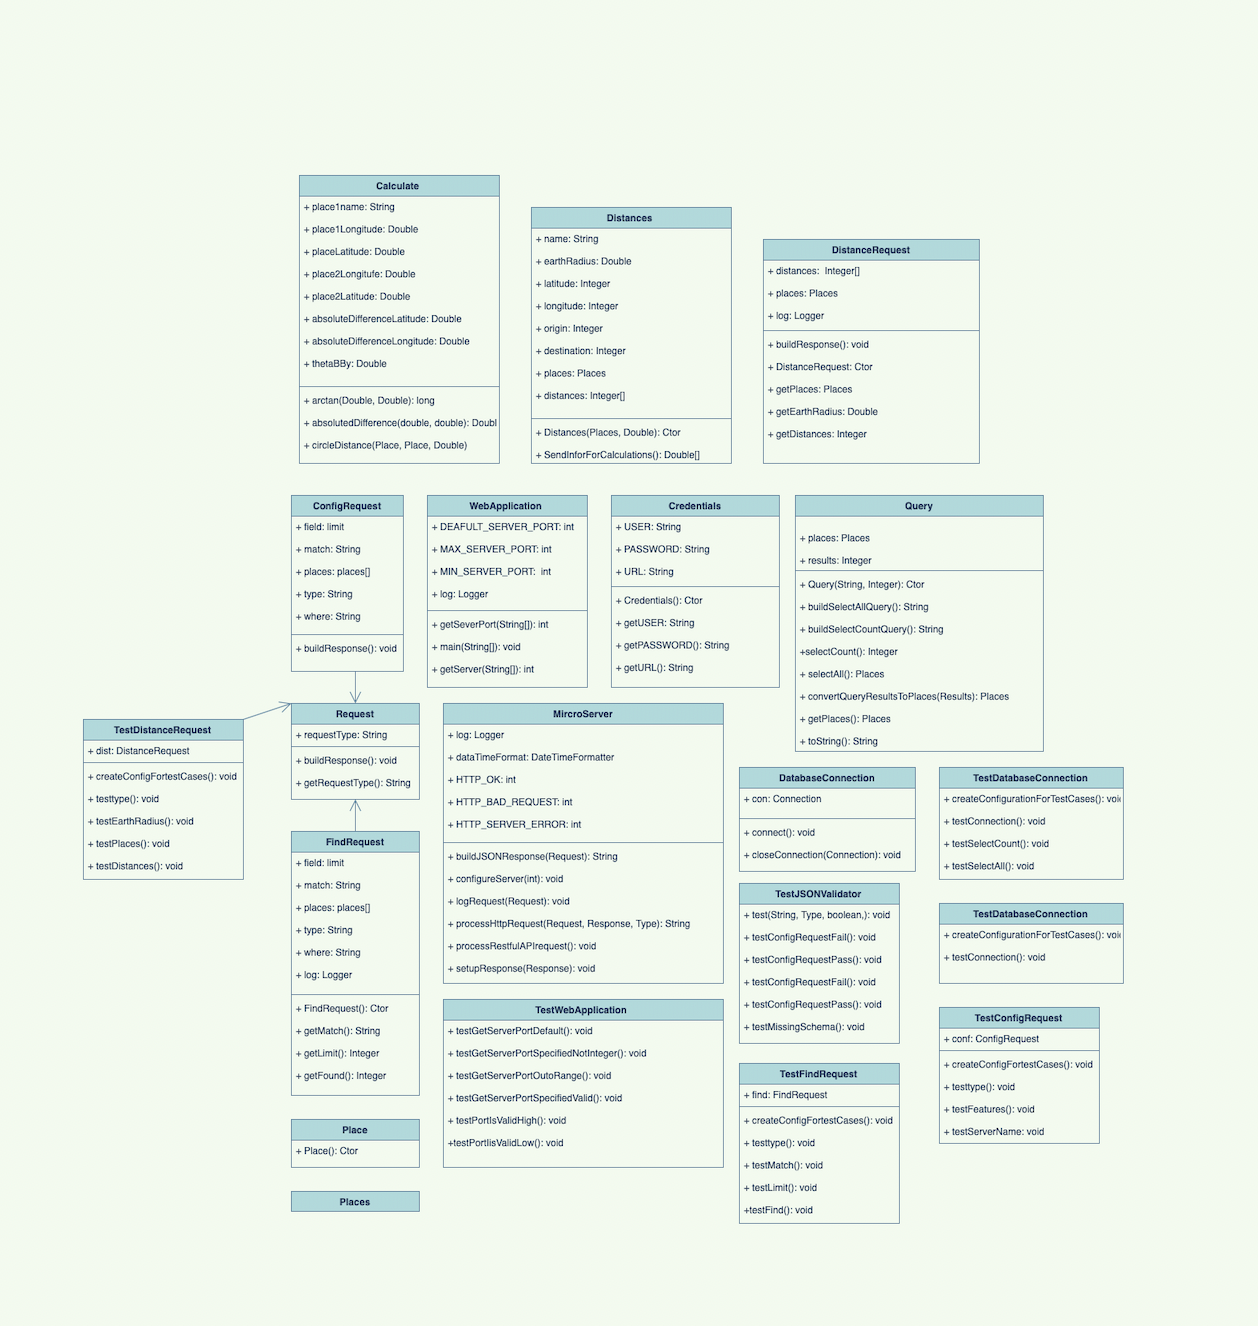 Calculate
+ place1name: String
+ place1Longitude: Double
+ placeLatitude: Double
+ place2Longitufe: Double
+ place2Latitude: Double
+ absoluteDifferenceLatitude: Double
+ absoluteDifferenceLongitude: Double
+ thetaBBy: Double
+ arctan(Double, Double): long
+ absolutedDifference(double, double): Doubl
+ circleDistance(Place, Place, Double)
Distances
+ name: String
+ earthRadius: Double
+ latitude: Integer
+ longitude: Integer
+ origin: Integer
+ destination: Integer
+ places: Places
+ distances: Integer[]
+ Distances(Places, Double): Ctor
+ SendInforForCalculations(): Double[]
DistanceRequest
+ distances:  Integer[]
+ places: Places
+ log: Logger
+ buildResponse(): void
+ DistanceRequest: Ctor
+ getPlaces: Places
+ getEarthRadius: Double
+ getDistances: Integer
ConfigRequest
+ field: limit
+ match: String
+ places: places[]
+ type: String
+ where: String
+ buildResponse(): void
WebApplication
+ DEAFULT_SERVER_PORT: int
+ MAX_SERVER_PORT: int
+ MIN_SERVER_PORT:  int
+ log: Logger
+ getSeverPort(String[]): int
+ main(String[]): void
+ getServer(String[]): int
Credentials
+ USER: String
+ PASSWORD: String
+ URL: String
+ Credentials(): Ctor
+ getUSER: String
+ getPASSWORD(): String
+ getURL(): String
Query
+ places: Places
+ results: Integer
+ Query(String, Integer): Ctor
+ buildSelectAllQuery(): String
+ buildSelectCountQuery(): String
+selectCount(): Integer
+ selectAll(): Places
+ convertQueryResultsToPlaces(Results): Places
+ getPlaces(): Places
+ toString(): String
TestDistanceRequest
+ dist: DistanceRequest
+ createConfigFortestCases(): void
+ testtype(): void
+ testEarthRadius(): void
+ testPlaces(): void
+ testDistances(): void
Request
+ requestType: String
+ buildResponse(): void
+ getRequestType(): String
MircroServer
+ log: Logger
+ dataTimeFormat: DateTimeFormatter
+ HTTP_OK: int
+ HTTP_BAD_REQUEST: int
+ HTTP_SERVER_ERROR: int
+ buildJSONResponse(Request): String
+ configureServer(int): void
+ logRequest(Request): void
+ processHttpRequest(Request, Response, Type): String
+ processRestfulAPIrequest(): void
+ setupResponse(Response): void
DatabaseConnection
+ con: Connection
+ connect(): void
+ closeConnection(Connection): void
TestDatabaseConnection
+ createConfigurationForTestCases(): voi
+ testConnection(): void
+ testSelectCount(): void
+ testSelectAll(): void
FindRequest
+ field: limit
+ match: String
+ places: places[]
+ type: String
+ where: String
+ log: Logger
+ FindRequest(): Ctor
+ getMatch(): String
+ getLimit(): Integer
+ getFound(): Integer
TestJSONValidator
+ test(String, Type, boolean,): void
+ testConfigRequestFail(): void
+ testConfigRequestPass(): void
+ testConfigRequestFail(): void
+ testConfigRequestPass(): void
+ testMissingSchema(): void
TestDatabaseConnection
+ createConfigurationForTestCases(): voi
+ testConnection(): void
TestWebApplication
+ testGetServerPortDefault(): void
+ testGetServerPortSpecifiedNotInteger(): void
+ testGetServerPortOutoRange(): void
+ testGetServerPortSpecifiedValid(): void
+ testPortIsValidHigh(): void
+testPortIisValidLow(): void
TestConfigRequest
+ conf: ConfigRequest
+ createConfigFortestCases(): void
+ testtype(): void
+ testFeatures(): void
+ testServerName: void
TestFindRequest
+ find: FindRequest
+ createConfigFortestCases(): void
+ testtype(): void
+ testMatch(): void
+ testLimit(): void
+testFind(): void
Place
+ Place(): Ctor
Places